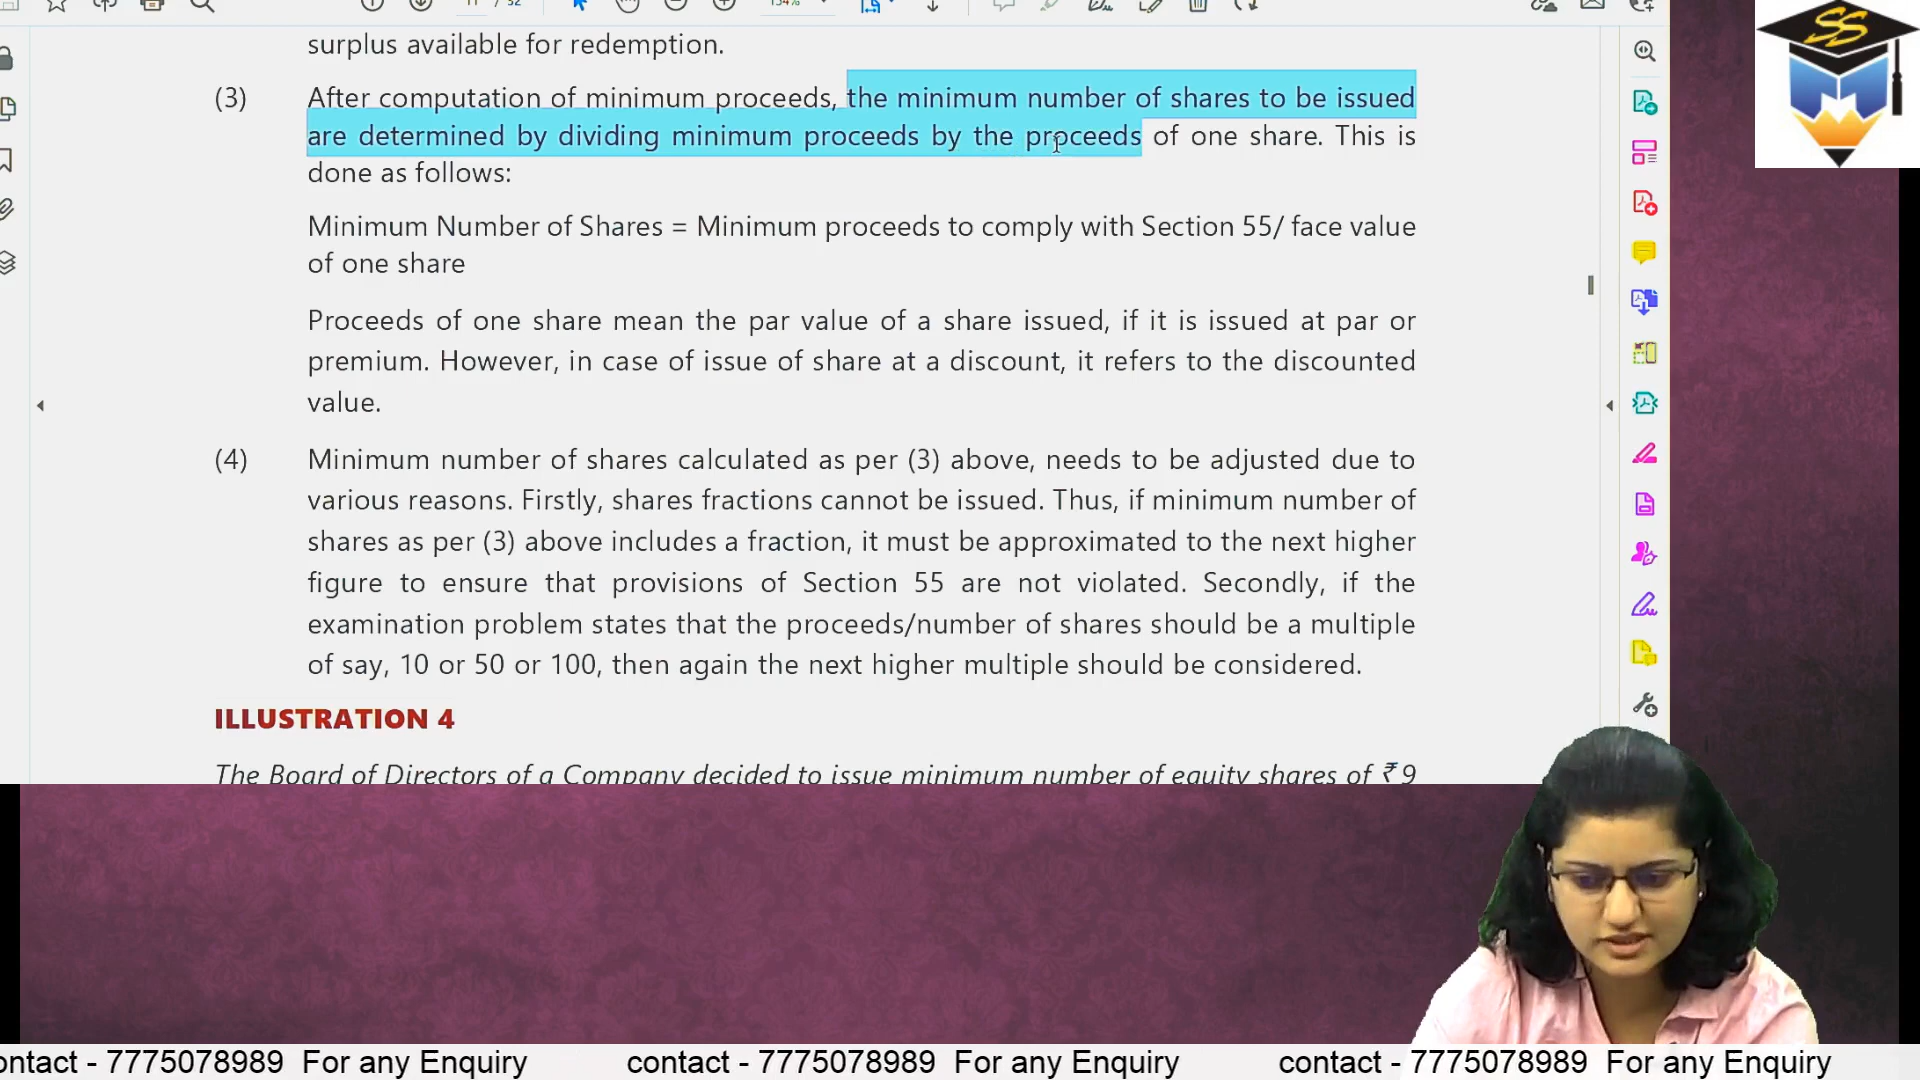 surplus available for redemption.
(3) After computation of minimum proceeds, the minimum number of shares to be issued
are determined by dividing minimum proceeds by the proceeds of one share. This is
done as follows:
Minimum Number of Shares = Minimum proceeds to comply with Section 55/ face value
of one share
Proceeds of one share mean the par value of a share issued, if it is issued at par or
premium. However, in case of issue of share at a discount, it refers to the discounted
value.
(4) Minimum number of shares calculated as per (3) above, needs to be adjusted due to
various reasons. Firstly, shares fractions cannot be issued. Thus, if minimum number of
shares as per (3) above includes a fraction, it must be approximated to the next higher
figure to ensure that provisions of Section 55 are not violated. Secondly, if the
examination problem states that the proceeds/number of shares should be a multiple
of say, 10 or 50 or 100, then again the next higher multiple should be considered.
ILLUSTRATION 4
The Board of Directors of a Company decided to issue minimum number of equity shares of ₹ 9
SS
ontact - 7775078989 For any Enquiry contact - 7775078989 For any Enquiry contact - 7775078989 For any Enquiry